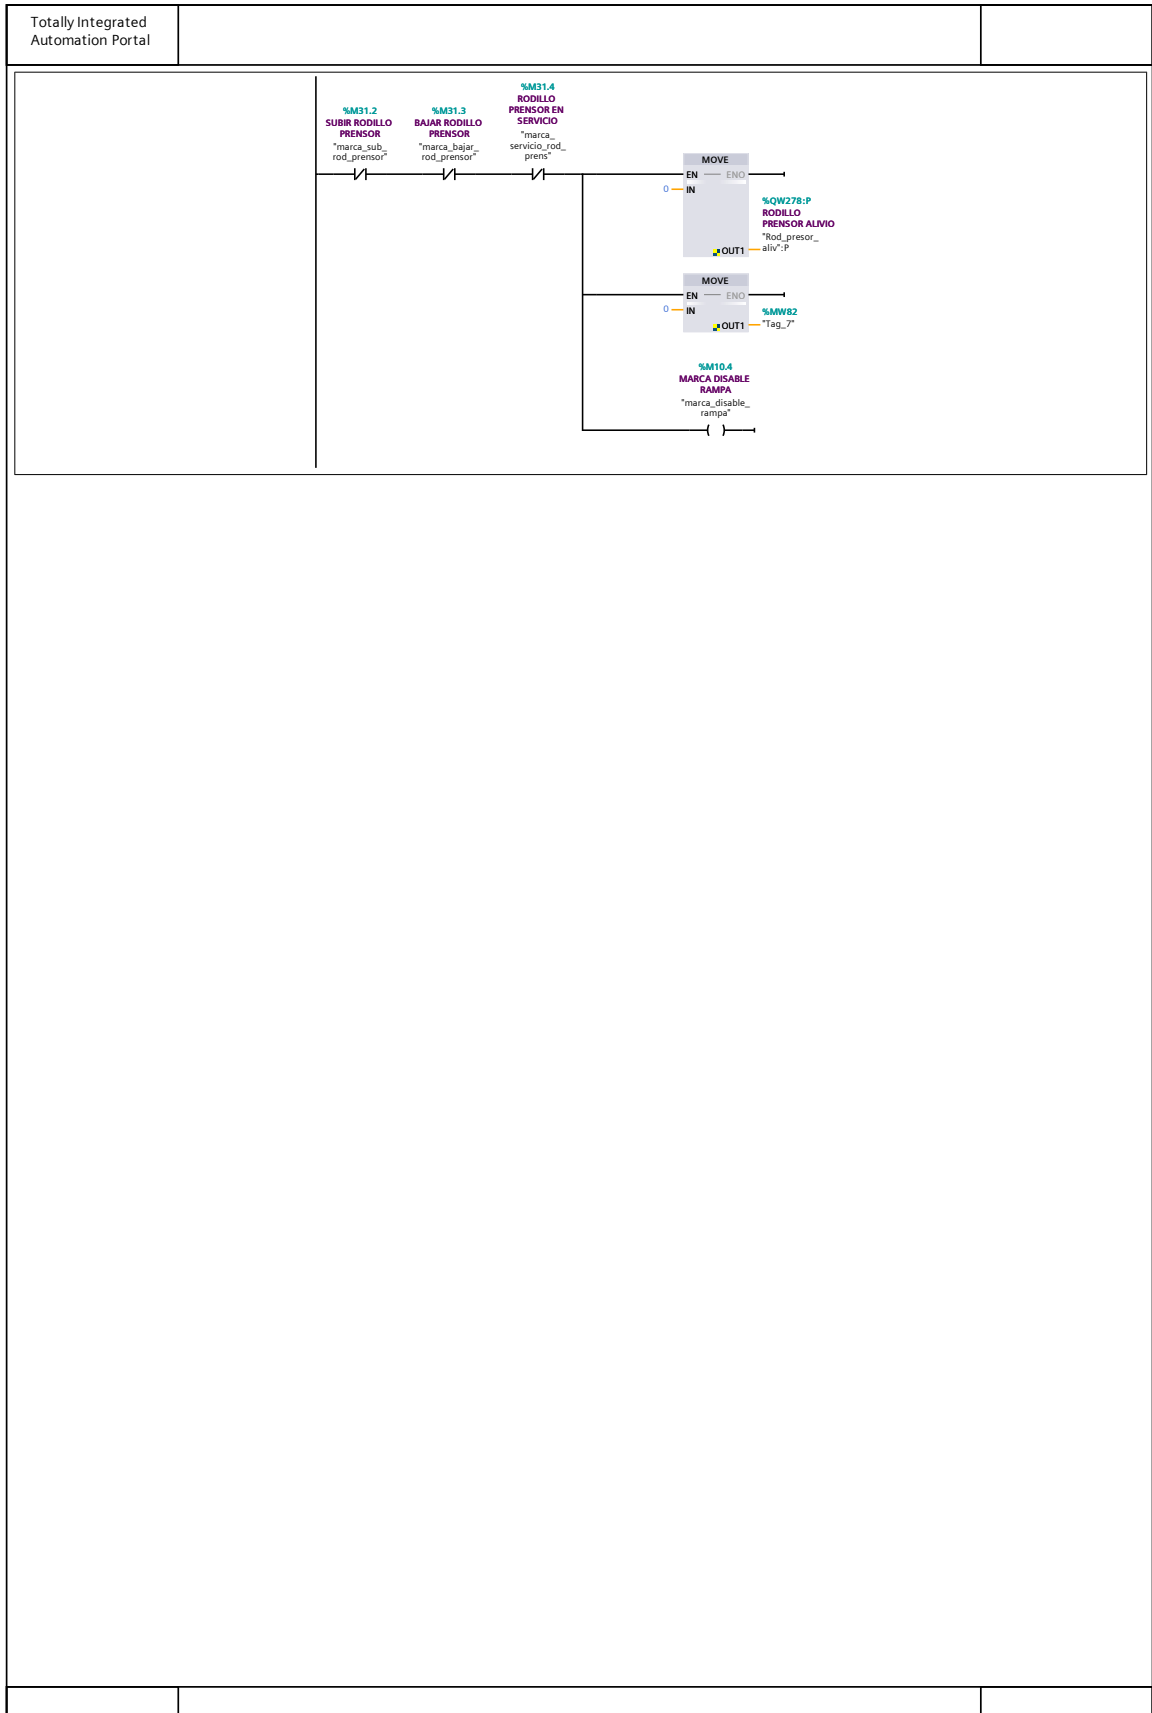 Totally Integrated
Automation Portal
%M31.2
SUBIR RODILLO
PRENSOR
"marca_sub_
rod_prensor"
%M31.3
BAJAR RODILLO
PRENSOR
"marca_bajar_
rod_prensor"
%M31.4
RODILLO
PRENSOR EN
SERVICIO
"marca_
servicio_rod_
prens"
MOVE
EN
ENO
0
IN
OUT1
%QW278:P
RODILLO
PRENSOR ALIVIO
"Rod_presor_
aliv":P
MOVE
EN
ENO
0
IN
OUT1
%MW82
"Tag_7"
%M10.4
MARCA DISABLE
RAMPA
"marca_disable_
rampa"